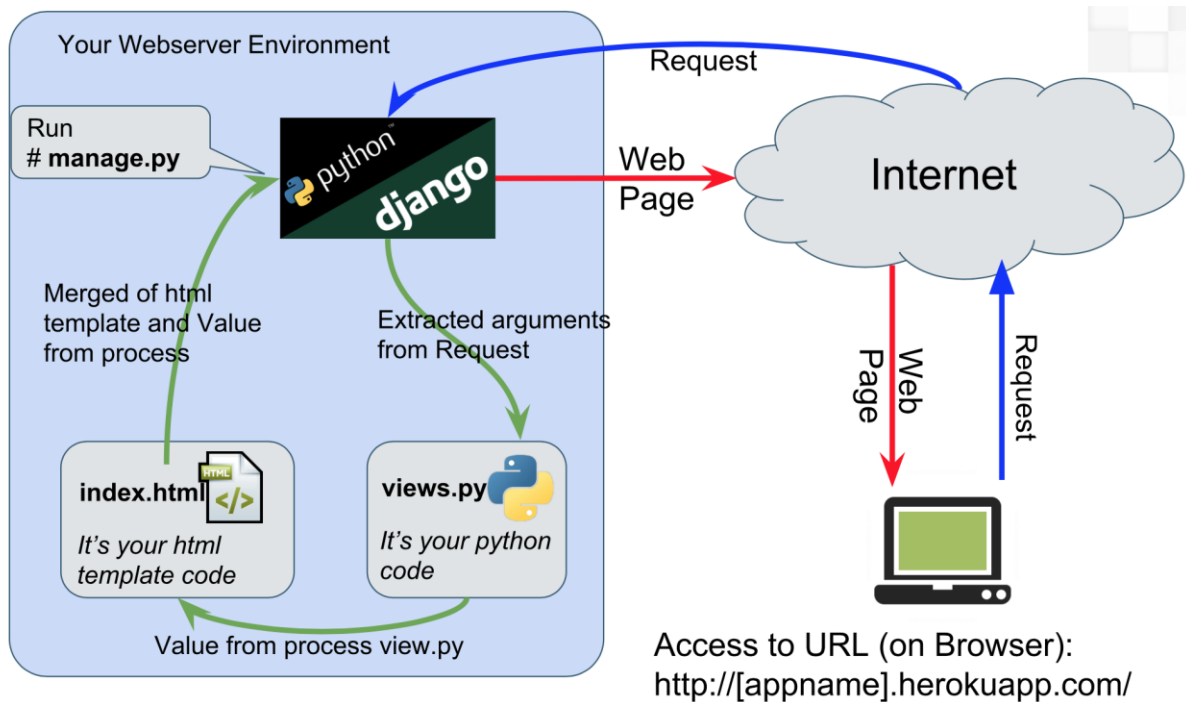 Your Webserver Environment
Request
Run
# manage.py
python™
django
Web
Page
Internet
Merged of html
template and Value
from process
Extracted arguments
from Request
Web
Page
Request
index.html
HTML
</>
It's your html
template code
views.py
It's your python
code
Value from process view.py
Access to URL (on Browser):
http://[appname].herokuapp.com/